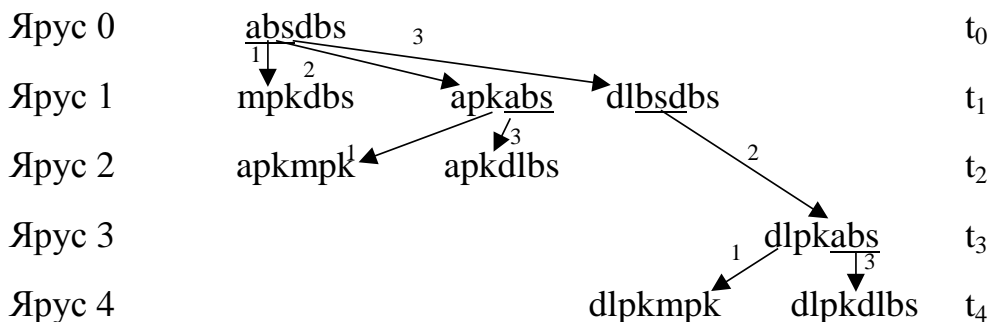 Ярус 0 absdbs 3 t0
1 2
Ярус 1 mpkdbs apkabs dlbsdbs t1
1 3 2
Ярус 2 apkmpk apkdlbs t2
Ярус 3 dlpkabs t3
1 3
Ярус 4 dlpkmpk dlpkdlbs t4